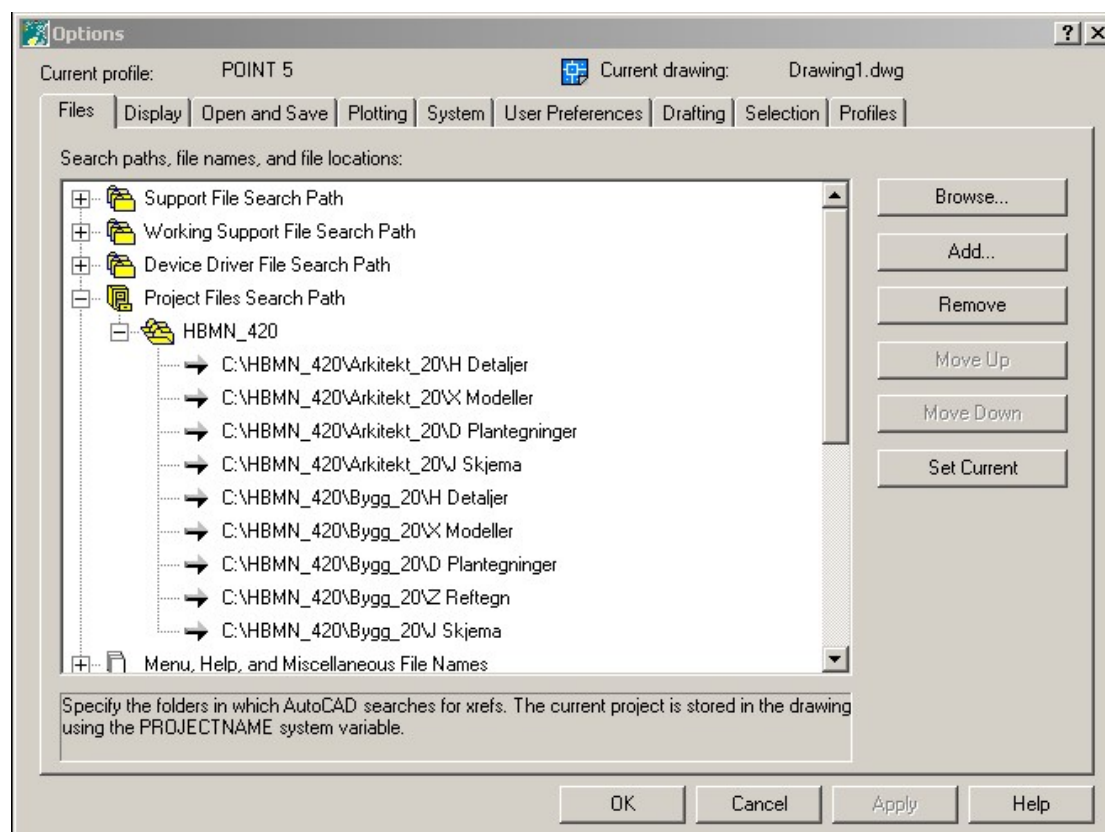 Options
Current profile: POINT 5 Current drawing: Drawing1.dwg
Files Display Open and Save Plotting System User Preferences Drafting Selection Profiles
Search paths, file names, and file locations:
Support File Search Path
Working Support File Search Path
Device Driver File Search Path
Project Files Search Path
HBMN_420
C:\HBMN_420\Arkitekt_20\H Detaljer
C:\HBMN_420\Arkitekt_20\X Modeller
C:\HBMN_420\Arkitekt_20\D Plantegninger
C:\HBMN_420\Arkitekt_20\J Skjema
C:\HBMN_420\Bygg_20\H Detaljer
C:\HBMN_420\Bygg_20\X Modeller
C:\HBMN_420\Bygg_20\D Plantegninger
C:\HBMN_420\Bygg_20\Z Reftegn
C:\HBMN_420\Bygg_20\J Skjema
Menu, Help, and Miscellaneous File Names
Browse...
Add...
Remove
Move Up
Move Down
Set Current
Specify the folders in which AutoCAD searches for xrefs. The current project is stored in the drawing
using the PROJECTNAME system variable.
OK Cancel Apply Help